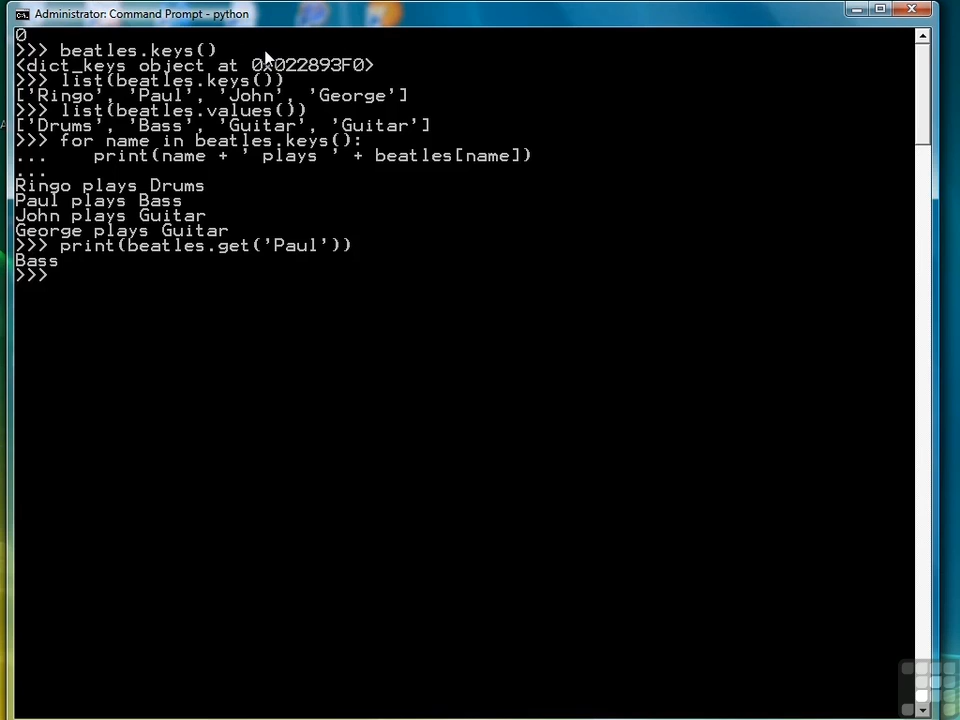 Administrator: Command Prompt - python
0
>>> beatles.keys()
<dict_keys object at 0x022893F0>
>>> list(beatles.keys())
['Ringo', 'Paul', 'John', 'George']
>>> list(beatles.values())
['Drums', 'Bass', 'Guitar', 'Guitar']
>>> for name in beatles.keys():
...    print(name + ' plays ' + beatles[name])
...
Ringo plays Drums
Paul plays Bass
John plays Guitar
George plays Guitar
>>> print(beatles.get('Paul'))
Bass
>>>